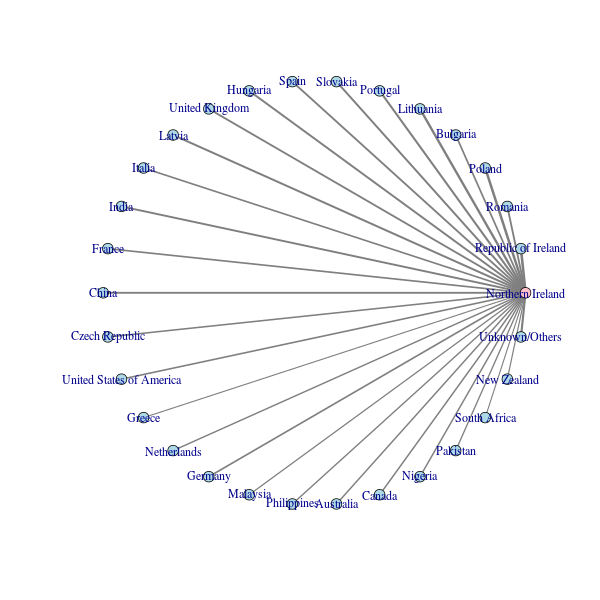 Spain
Slovakia
Hungaria
Portugal
United Kingdom
Lithuania
Latvia
Bulgaria
Italia
Poland
India
Romania
France
Republic of Ireland
China
Northern Ireland
Czech Republic
Unknown/Others
United States of America
New Zealand
Greece
South Africa
Netherlands
Pakistan
Germany
Nigeria
Malaysia
Canada
Philippines
Australia